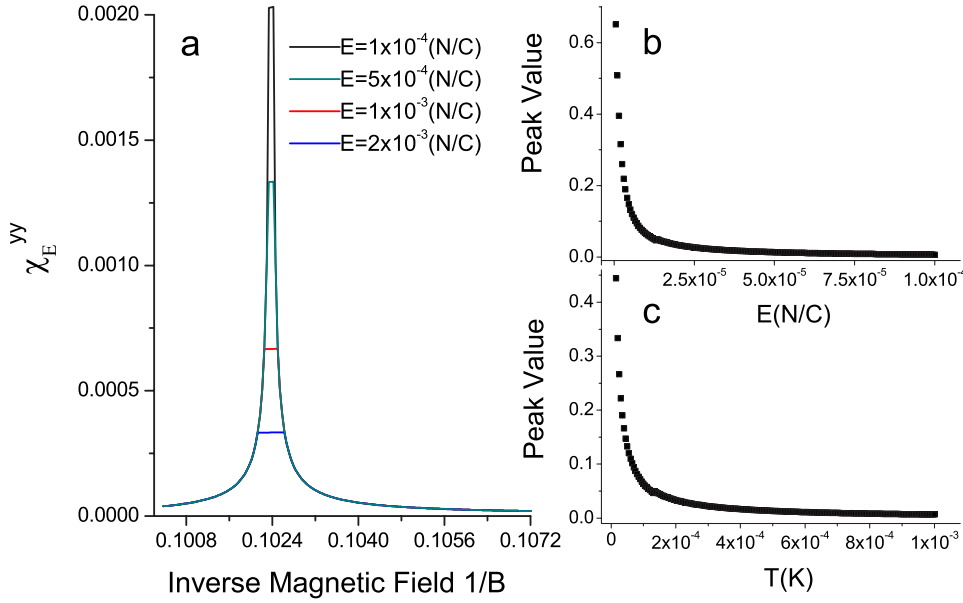 a
0.0020
0.0015
0.0010
0.0005
0.0000
χ_E^yy
E=1x10^-4(N/C)
E=5x10^-4(N/C)
E=1x10^-3(N/C)
E=2x10^-3(N/C)
0.1008 0.1024 0.1040 0.1056 0.1072
Inverse Magnetic Field 1/B
b
Peak Value
0.6
0.4
0.2
0.0
2.5x10^-5 5.0x10^-5 7.5x10^-5 1.0x10^-4
E(N/C)
c
Peak Value
0.4
0.3
0.2
0.1
0.0
0 2x10^-4 4x10^-4 6x10^-4 8x10^-4 1x10^-3
T(K)